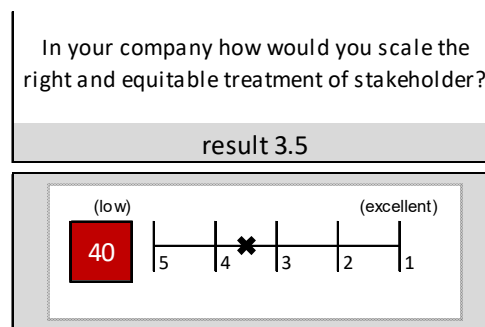 In your company how would you scale the
right and equitable treatment of stakeholder?
result 3.5
(low) (excellent)
40 5 4 3 2 1